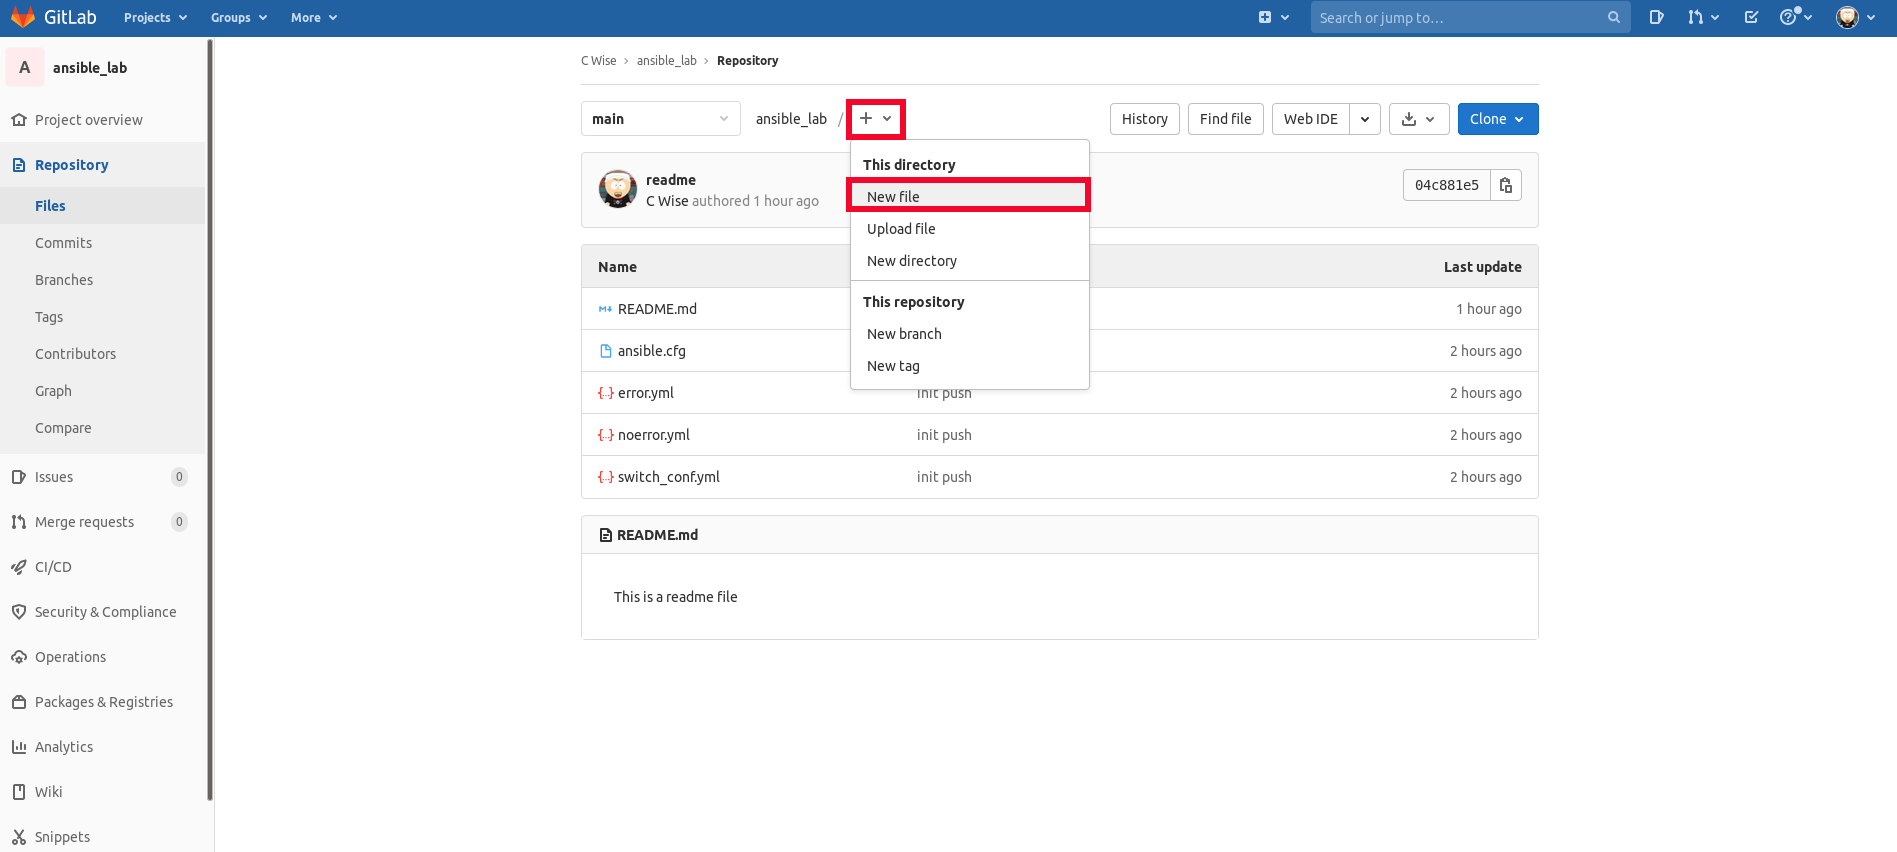 GitLab Projects Groups More Search or jump to...
A ansible_lab
Project overview
Repository
Files
Commits
Branches
Tags
Contributors
Graph
Compare
Issues 0
Merge requests 0
CI/CD
Security & Compliance
Operations
Packages & Registries
Analytics
Wiki
Snippets
C Wise > ansible_lab > Repository
main ansible_lab / + History Find file Web IDE Clone
This directory
New file
Upload file
New directory
This repository
New branch
New tag
readme
C Wise authored 1 hour ago
04c881e5
Name Last update
README.md 1 hour ago
ansible.cfg 2 hours ago
error.yml init push 2 hours ago
noerror.yml init push 2 hours ago
switch_conf.yml init push 2 hours ago
README.md
This is a readme file